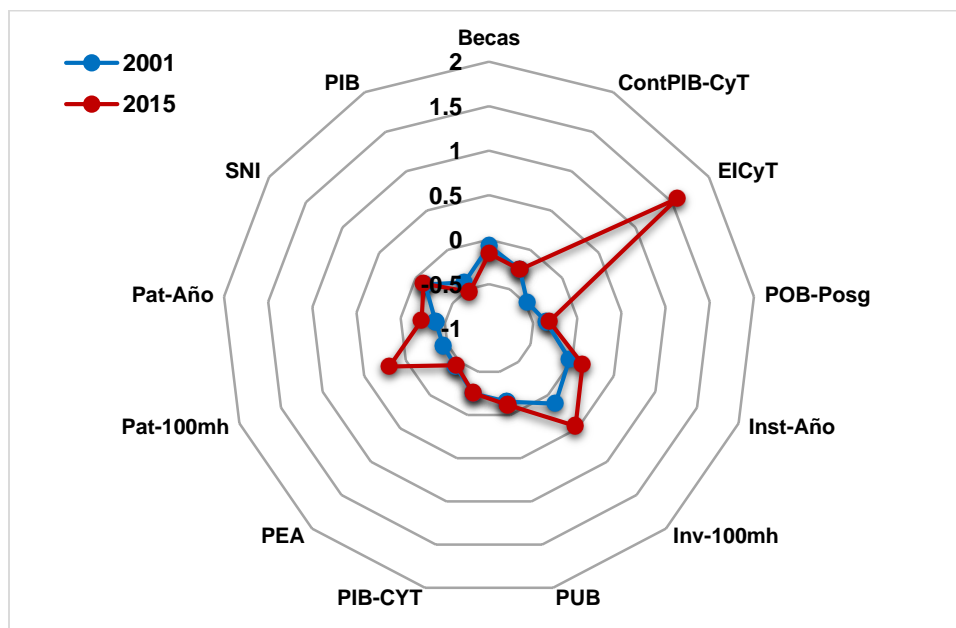 2001
2015
Becas
ContPIB-CyT
EICyT
POB-Posg
Inst-Año
Inv-100mh
PUB
PIB-CYT
PEA
Pat-100mh
Pat-Año
SNI
PIB
2
1.5
1
0.5
0
-0.5
-1